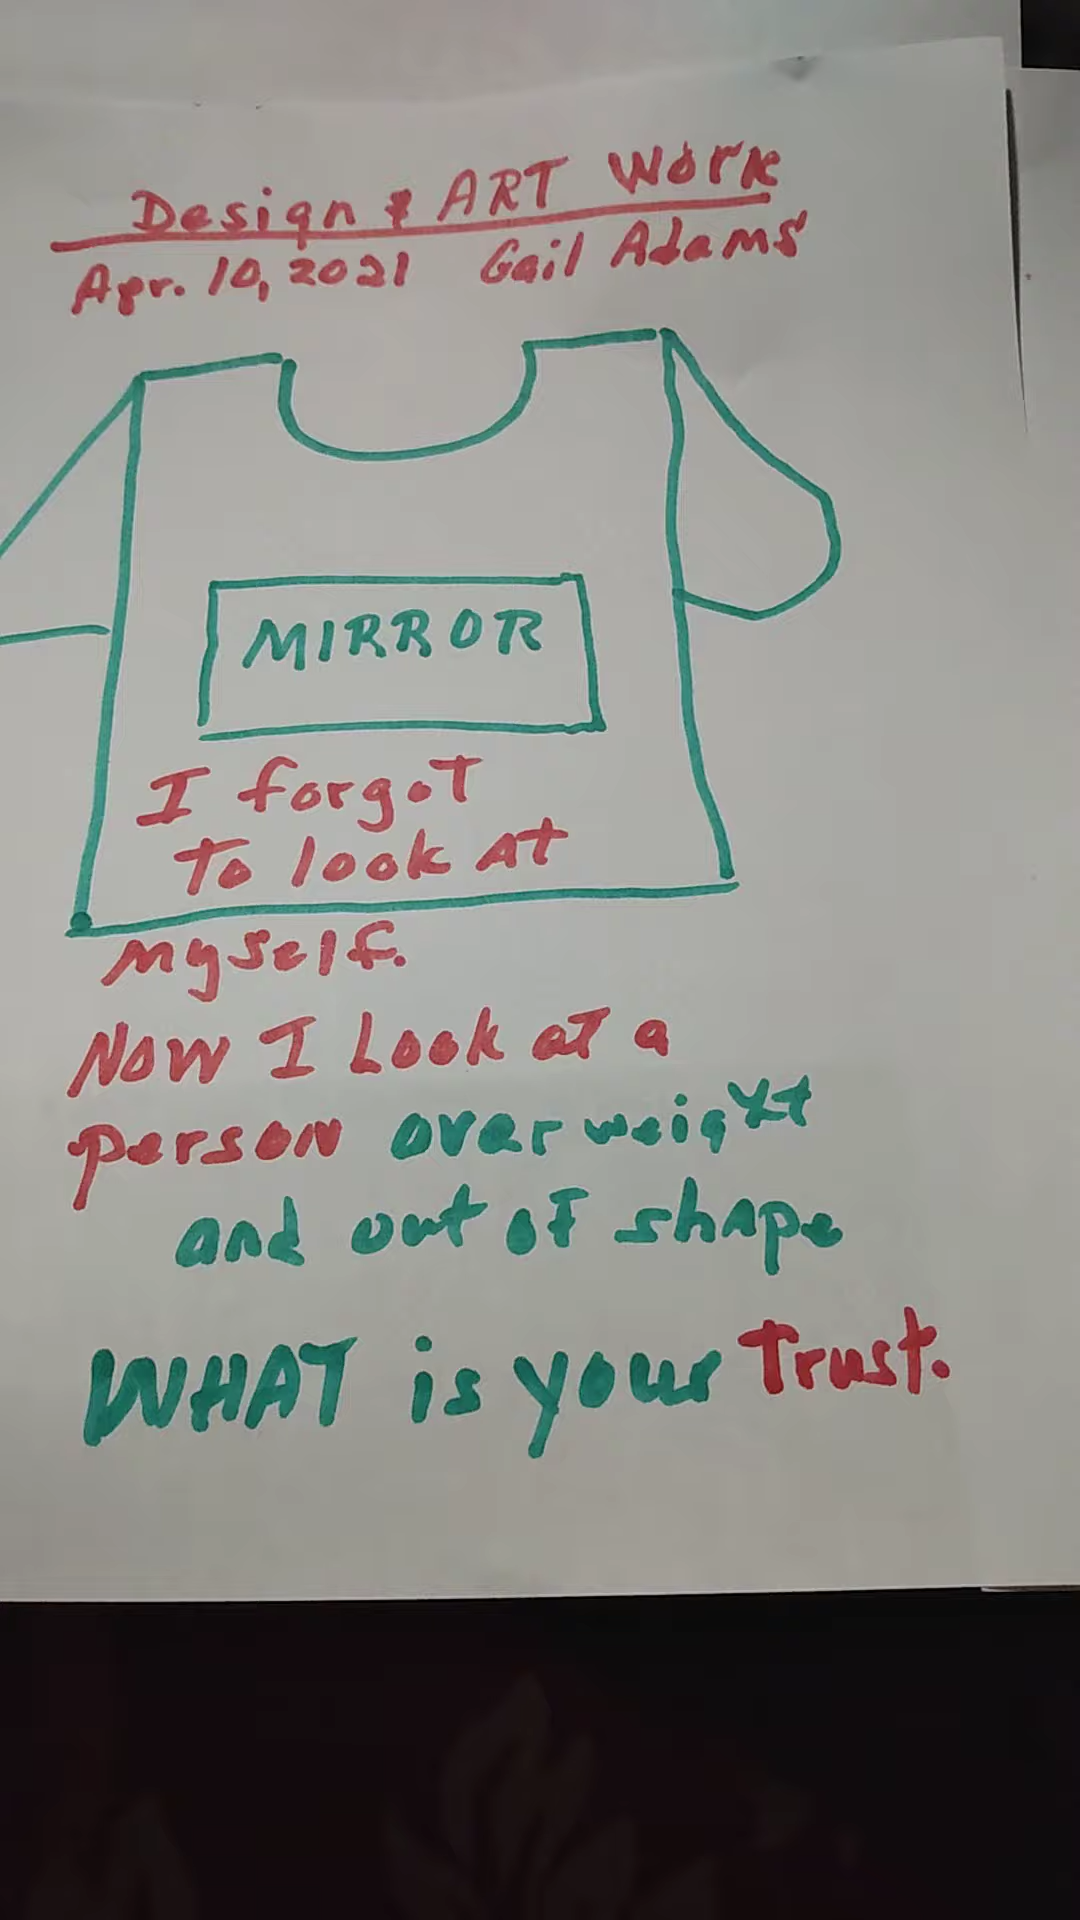 Design & ART Work
Apr. 10, 2021 Gail Adams
MIRROR
I forgot
To look At
Myself.
Now I Look at a
person overweight
and out of shape
WHAT is your Trust.